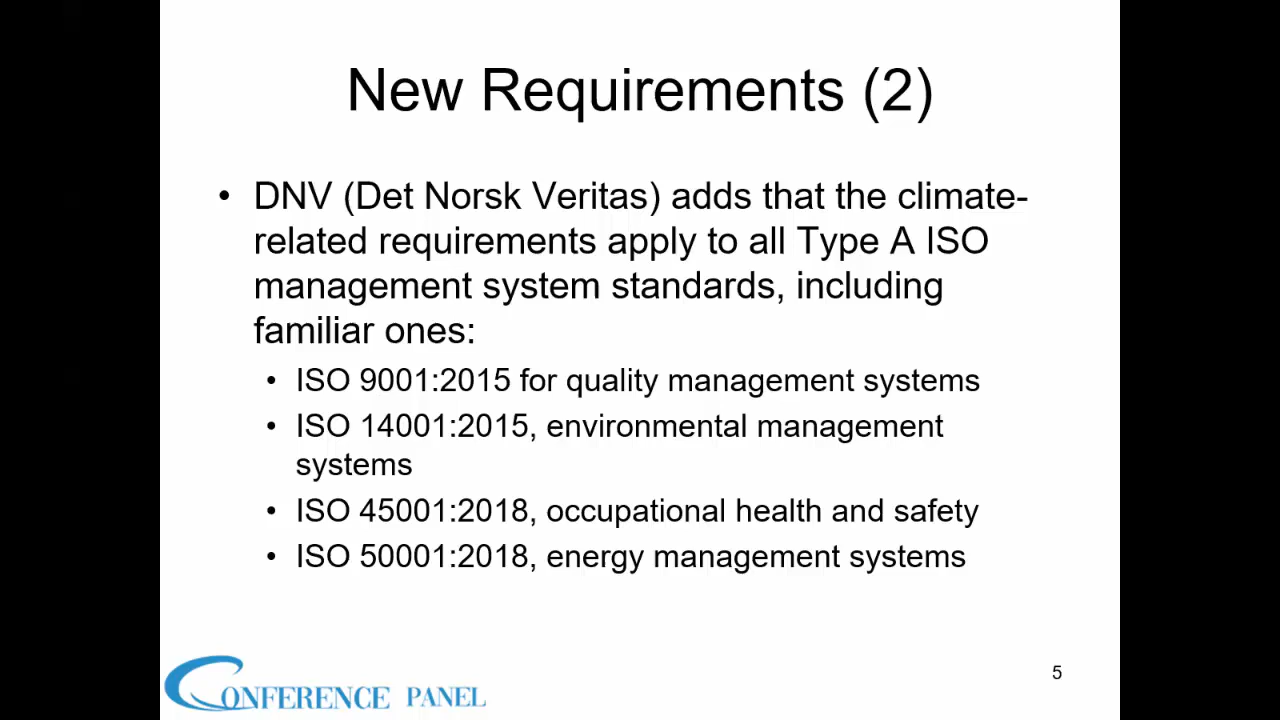 New Requirements (2)
• DNV (Det Norsk Veritas) adds that the climate-
related requirements apply to all Type A ISO
management system standards, including
familiar ones:
• ISO 9001:2015 for quality management systems
• ISO 14001:2015, environmental management
systems
• ISO 45001:2018, occupational health and safety
• ISO 50001:2018, energy management systems
CONFERENCE PANEL
5